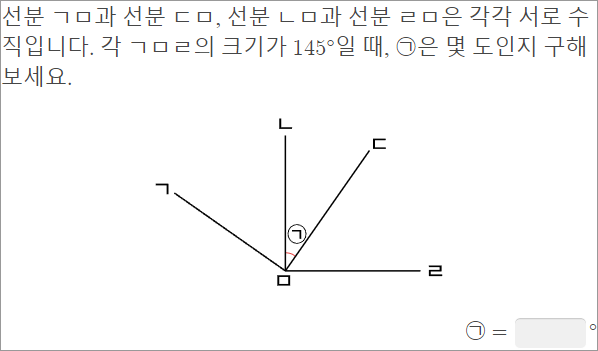 선분 ㄱㅁ과 선분 ㄷㅁ, 선분 ㄴㅁ과 선분 ㄹㅁ은 각각 서로 수
직입니다. 각 ㄱㅁㄹ의 크기가 145°일 때, ㉠은 몇 도인지 구해
보세요.
ㄴ
ㄷ
ㄱ
㉠
ㅁ
ㄹ
㉠ = °